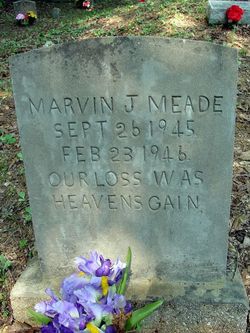 MARVIN J MEADE
SEPT 26 1945
FEB 23 1946
OUR LOSS WAS
HEAVENS GAIN